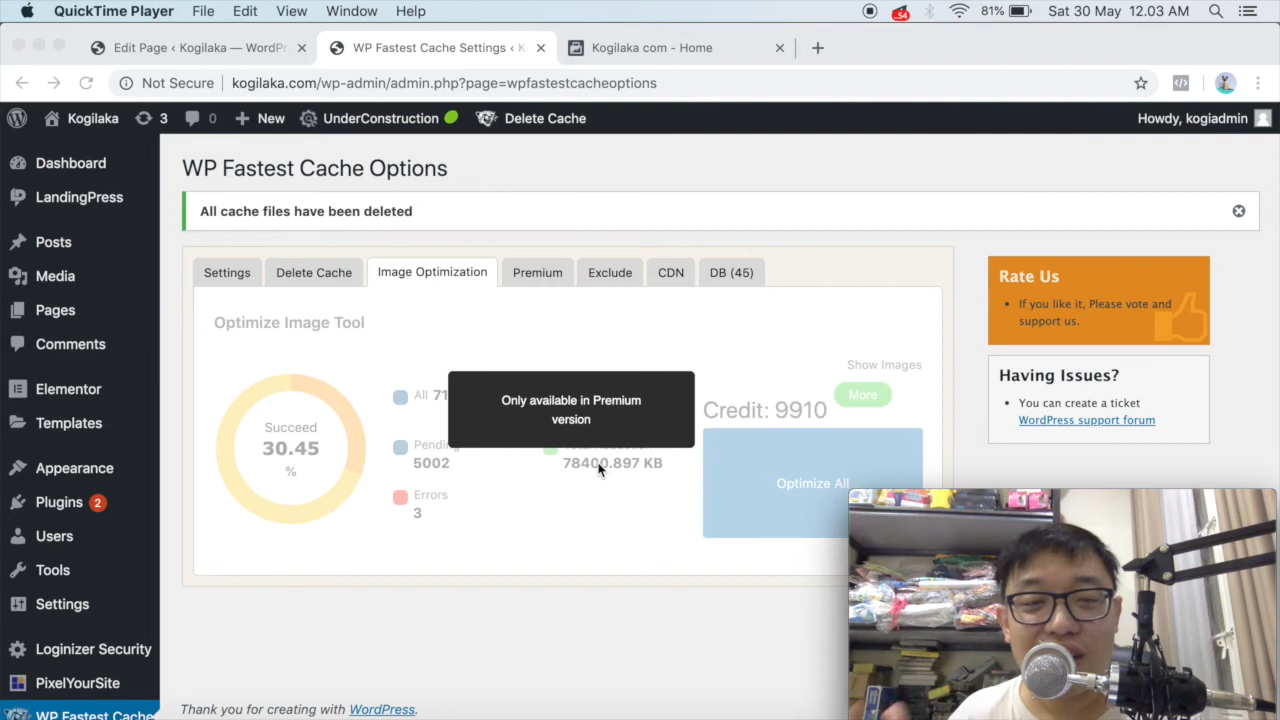 QuickTime Player File Edit View Window Help
54 81% Sat 30 May 12.03 AM
Edit Page ‹ Kogilaka — WordPr
WP Fastest Cache Settings ‹ K
Kogilaka com - Home
Not Secure kogilaka.com/wp-admin/admin.php?page=wpfastestcacheoptions
Kogilaka 3 0 New UnderConstruction Delete Cache
Howdy, kogiadmin
Dashboard
LandingPress
Posts
Media
Pages
Comments
Elementor
Templates
Appearance
Plugins 2
Users
Tools
Settings
Loginizer Security
PixelYourSite
WP Fastest Cache
WP Fastest Cache Options
All cache files have been deleted
Settings Delete Cache Image Optimization Premium Exclude CDN DB (45)
Optimize Image Tool
Succeed
30.45
%
All 71
Pending
5002
Errors
3
78400.897 KB
Only available in Premium
version
Show Images
More
Credit: 9910
Optimize All
Rate Us
If you like it, Please vote and
support us.
Having Issues?
You can create a ticket
WordPress support forum
Thank you for creating with WordPress.